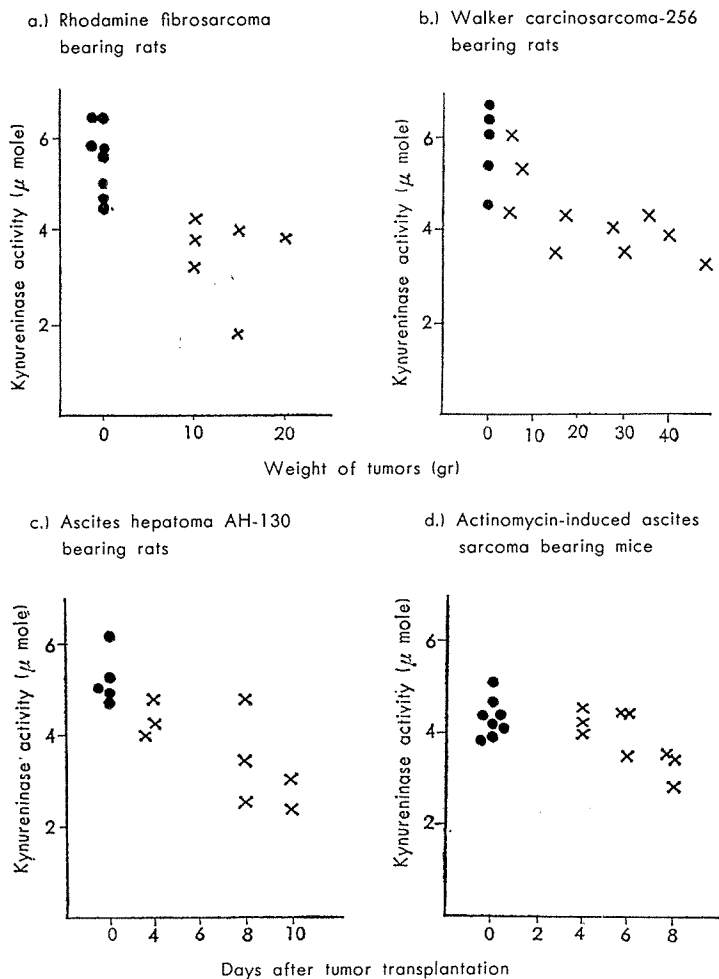 a.) Rhodamine fibrosarcoma
bearing rats
Kynureninase activity (μ mole)
6
4
2
0 10 20
b.) Walker carcinosarcoma-256
bearing rats
Kynureninase activity (μ mole)
6
4
2
0 10 20 30 40
Weight of tumors (gr)
c.) Ascites hepatoma AH-130
bearing rats
Kynureninase activity (μ mole)
6
4
2
0 4 8 10
d.) Actinomycin-induced ascites
sarcoma bearing mice
Kynureninase activity (μ mole)
6
4
2
0 2 4 6 8
Days after tumor transplantation